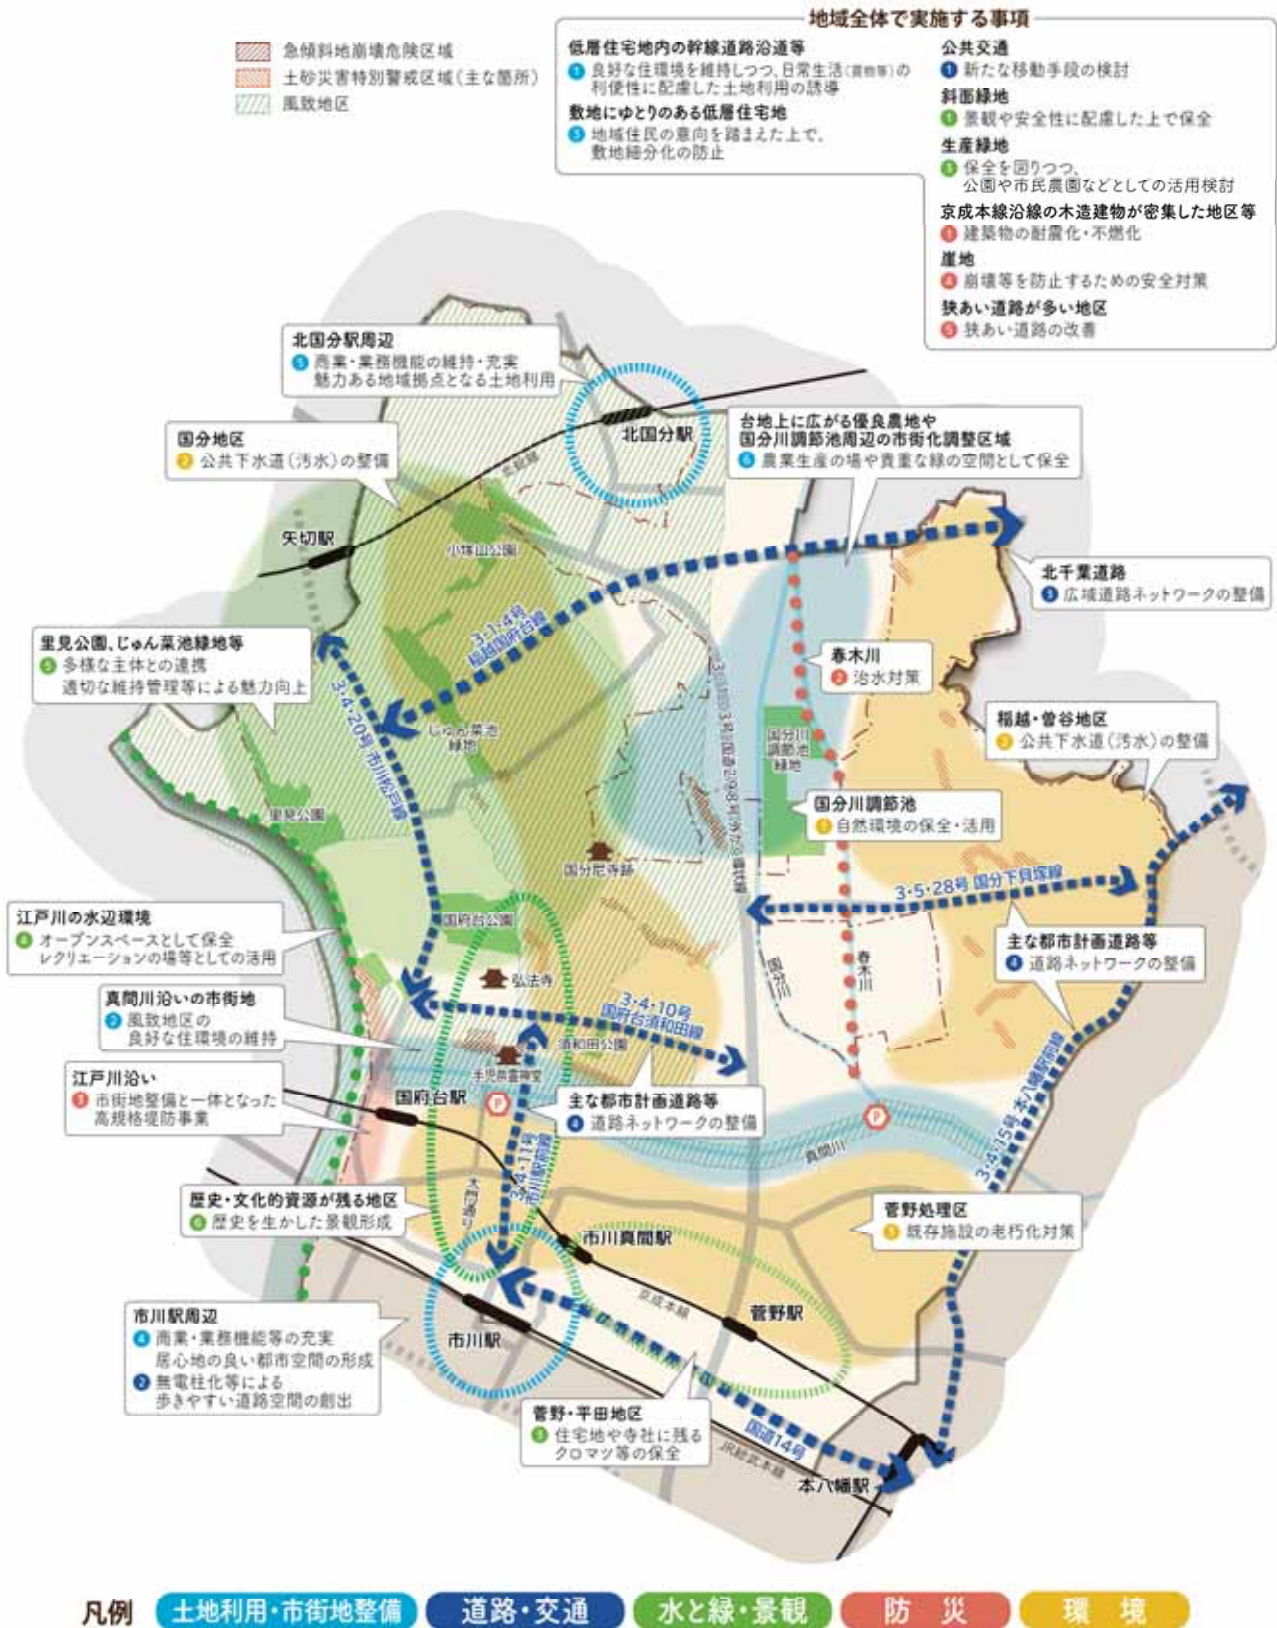 地域全体で実施する事項
急傾斜地崩壊危険区域
土砂災害特別警戒区域(主な箇所)
風致地区
低層住宅地内の幹線道路沿道等
1 良好な住環境を維持しつつ、日常生活(買物等)の
利便性に配慮した土地利用の誘導
敷地にゆとりのある低層住宅地
3 地域住民の意向を踏まえた上で、
敷地細分化の防止
公共交通
1 新たな移動手段の検討
斜面緑地
1 景観や安全性に配慮した上で保全
生産緑地
3 保全を図りつつ、
公園や市民農園などとしての活用検討
京成本線沿線の木造建物が密集した地区等
1 建築物の耐震化・不燃化
崖地
4 崩壊等を防止するための安全対策
狭あい道路が多い地区
5 狭あい道路の改善
北国分駅周辺
5 商業・業務機能の維持・充実
魅力ある地域拠点となる土地利用
国分地区
2 公共下水道(汚水)の整備
北国分駅
北総線
台地上に広がる優良農地や
国分川調節池周辺の市街化調整区域
6 農業生産の場や貴重な緑の空間として保全
矢切駅
小塚山公園
北千葉道路
3 広域道路ネットワークの整備
3・1・4号
稲越国府台線
里見公園、じゅん菜池緑地等
5 多様な主体との連携
適切な維持管理等による魅力向上
春木川
2 治水対策
3・4・20号 市川松戸線
じゅん菜池
緑地
国分川
調節池
緑地
稲越・曽谷地区
2 公共下水道(汚水)の整備
里見公園
国分川調節池
1 自然環境の保全・活用
国分尼寺跡
3・5・28号 国分下貝塚線
江戸川の水辺環境
4 オープンスペースとして保全
レクリエーションの場等としての活用
国府台公園
主な都市計画道路等
4 道路ネットワークの整備
弘法寺
国分川
春木川
真間川沿いの市街地
2 風致地区の
良好な住環境の維持
3・4・10号
国府台須和田線
須和田公園
手児奈霊神堂
江戸川沿い
3 市街地整備と一体となった
高規格堤防事業
国府台駅
P
主な都市計画道路等
4 道路ネットワークの整備
P
真間川
3・4・15号 本八幡駅前線
3・4・11号
市川駅前線
大門通り
歴史・文化的資源が残る地区
6 歴史を生かした景観形成
菅野処理区
3 既存施設の老朽化対策
市川真間駅
京成本線
菅野駅
市川駅周辺
4 商業・業務機能等の充実
居心地の良い都市空間の形成
2 無電柱化等による
歩きやすい道路空間の創出
市川駅
菅野・平田地区
3 住宅地や寺社に残る
クロマツ等の保全
国道14号
JR総武本線
本八幡駅
凡例
土地利用・市街地整備
道路・交通
水と緑・景観
防 災
環 境